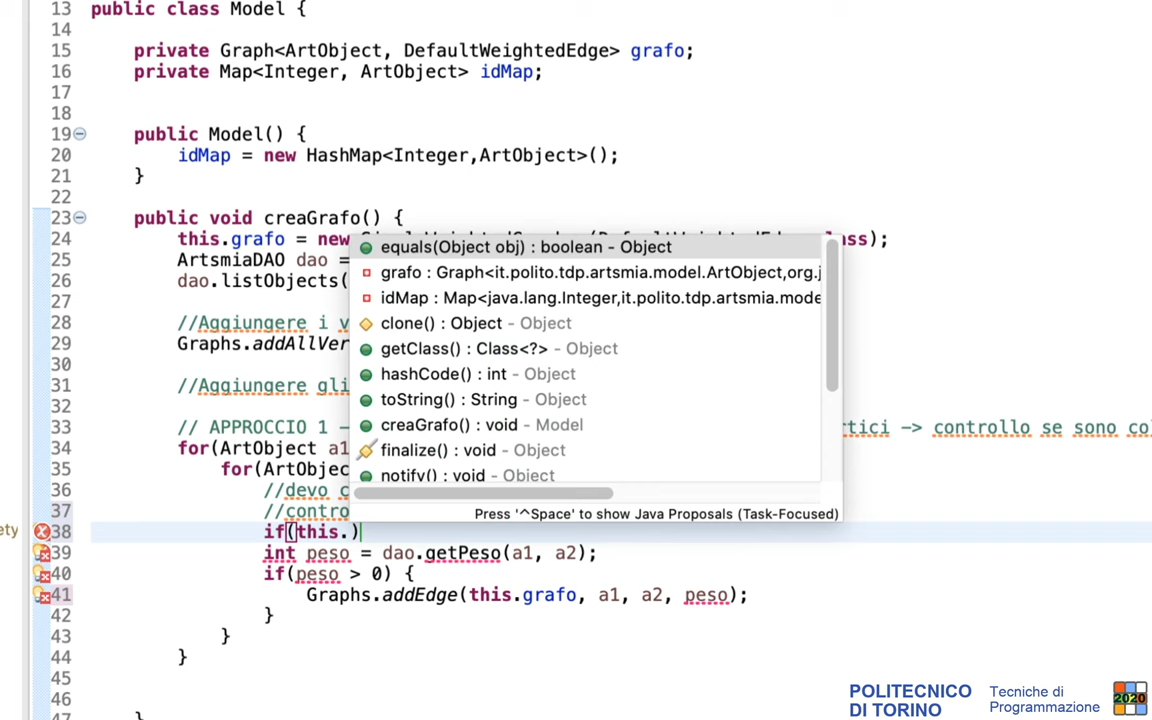 13 public class Model {
14
15 private Graph<ArtObject, DefaultWeightedEdge> grafo;
16 private Map<Integer, ArtObject> idMap;
17
18
19 public Model() {
20 idMap = new HashMap<Integer,ArtObject>();
21 }
22
23 public void creaGrafo() {
24 this.grafo = new
25 ArtsmiaDAO dao =
26 dao.listObjects(
27
28 //Aggiungere i v
29 Graphs.addAllVer
30
31 //Aggiungere gli
32
33 // APPROCCIO 1 rtici -> controllo se sono co
34 for(ArtObject a1
35 for(ArtObjec
36 //devo c
37 //contro
38 if(this.)
39 int peso = dao.getPeso(a1, a2);
40 if(peso > 0) {
41 Graphs.addEdge(this.grafo, a1, a2, peso);
42 }
43 }
44 }
45
46
47 }
ety
equals(Object obj) : boolean - Object
grafo : Graph<it.polito.tdp.artsmia.model.ArtObject,org.j
idMap : Map<java.lang.Integer,it.polito.tdp.artsmia.mode
clone() : Object - Object
getClass() : Class<?> - Object
hashCode() : int - Object
toString() : String - Object
creaGrafo() : void - Model
finalize() : void - Object
notify() : void - Object
Press '^Space' to show Java Proposals (Task-Focused)
POLITECNICO
DI TORINO
Tecniche di
Programmazione
2020